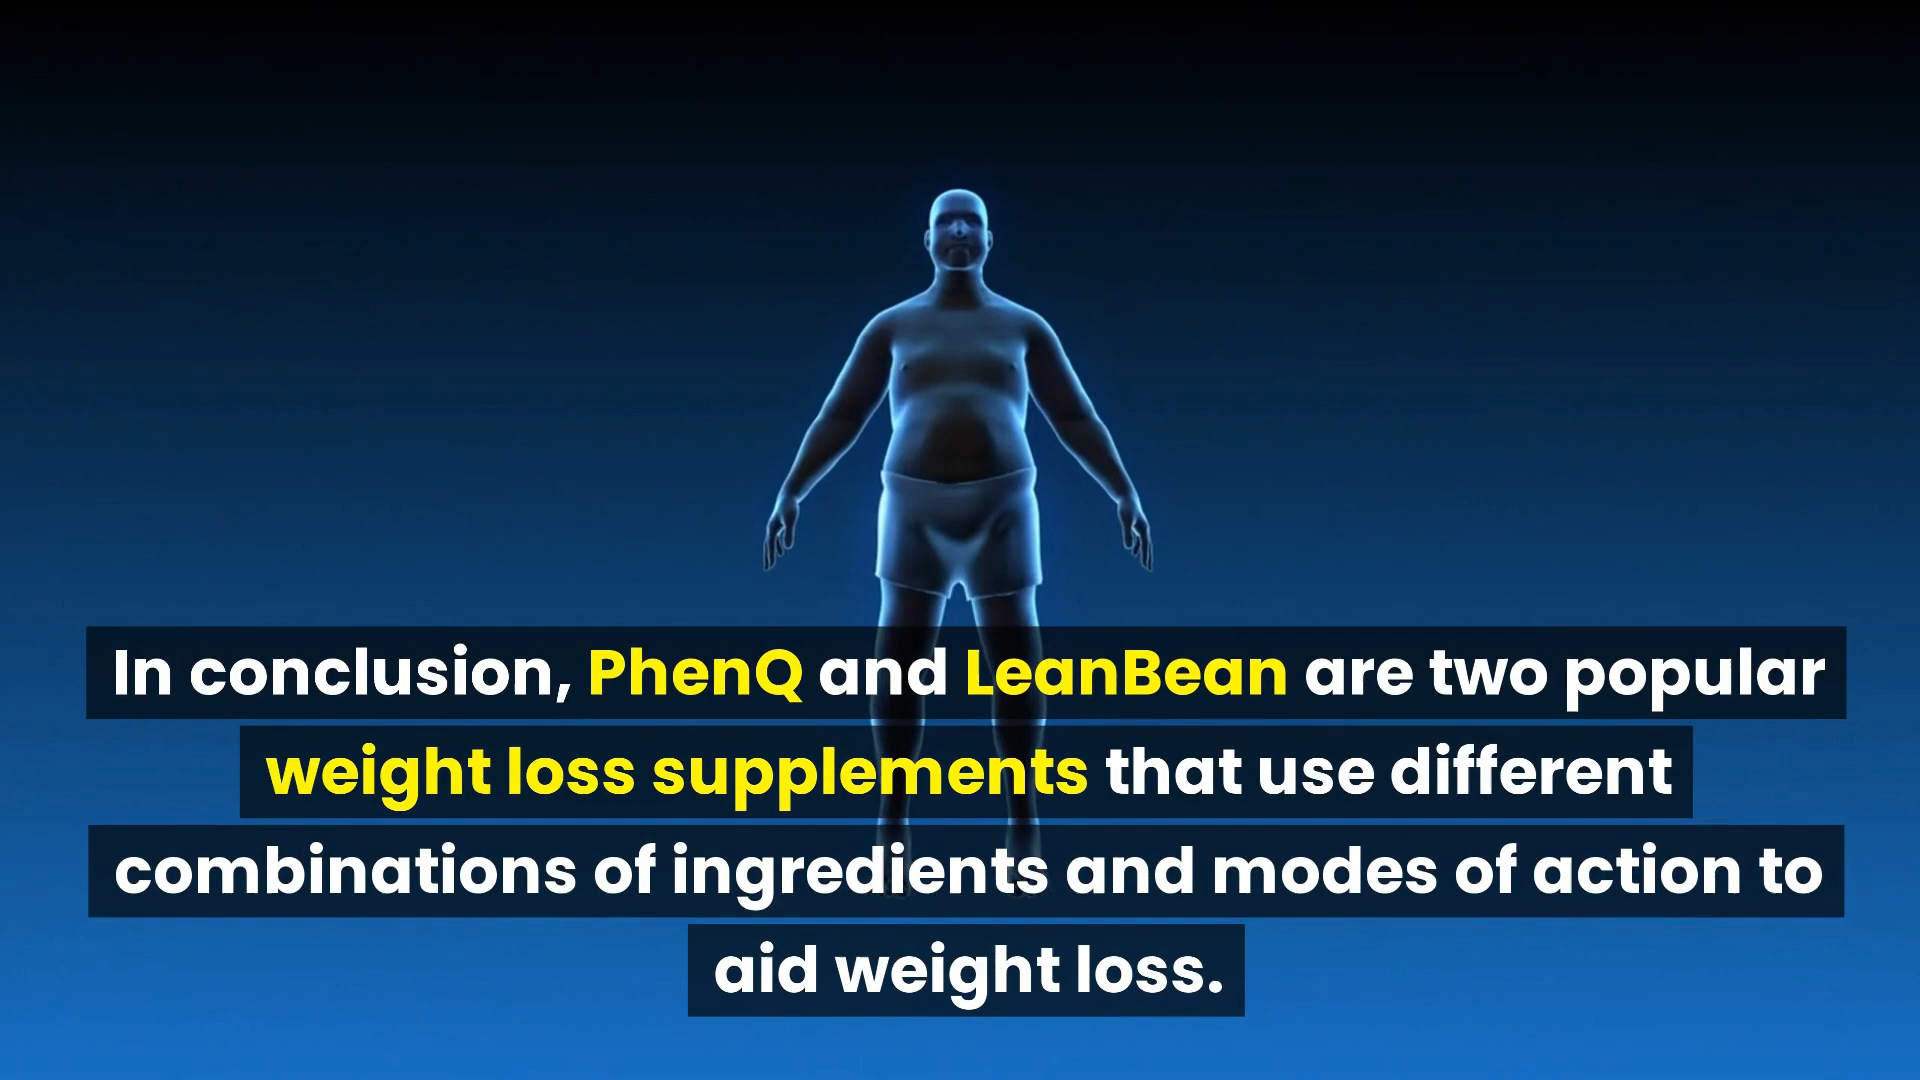 In conclusion, PhenQ and LeanBean are two popular
weight loss supplements that use different
combinations of ingredients and modes of action to
aid weight loss.